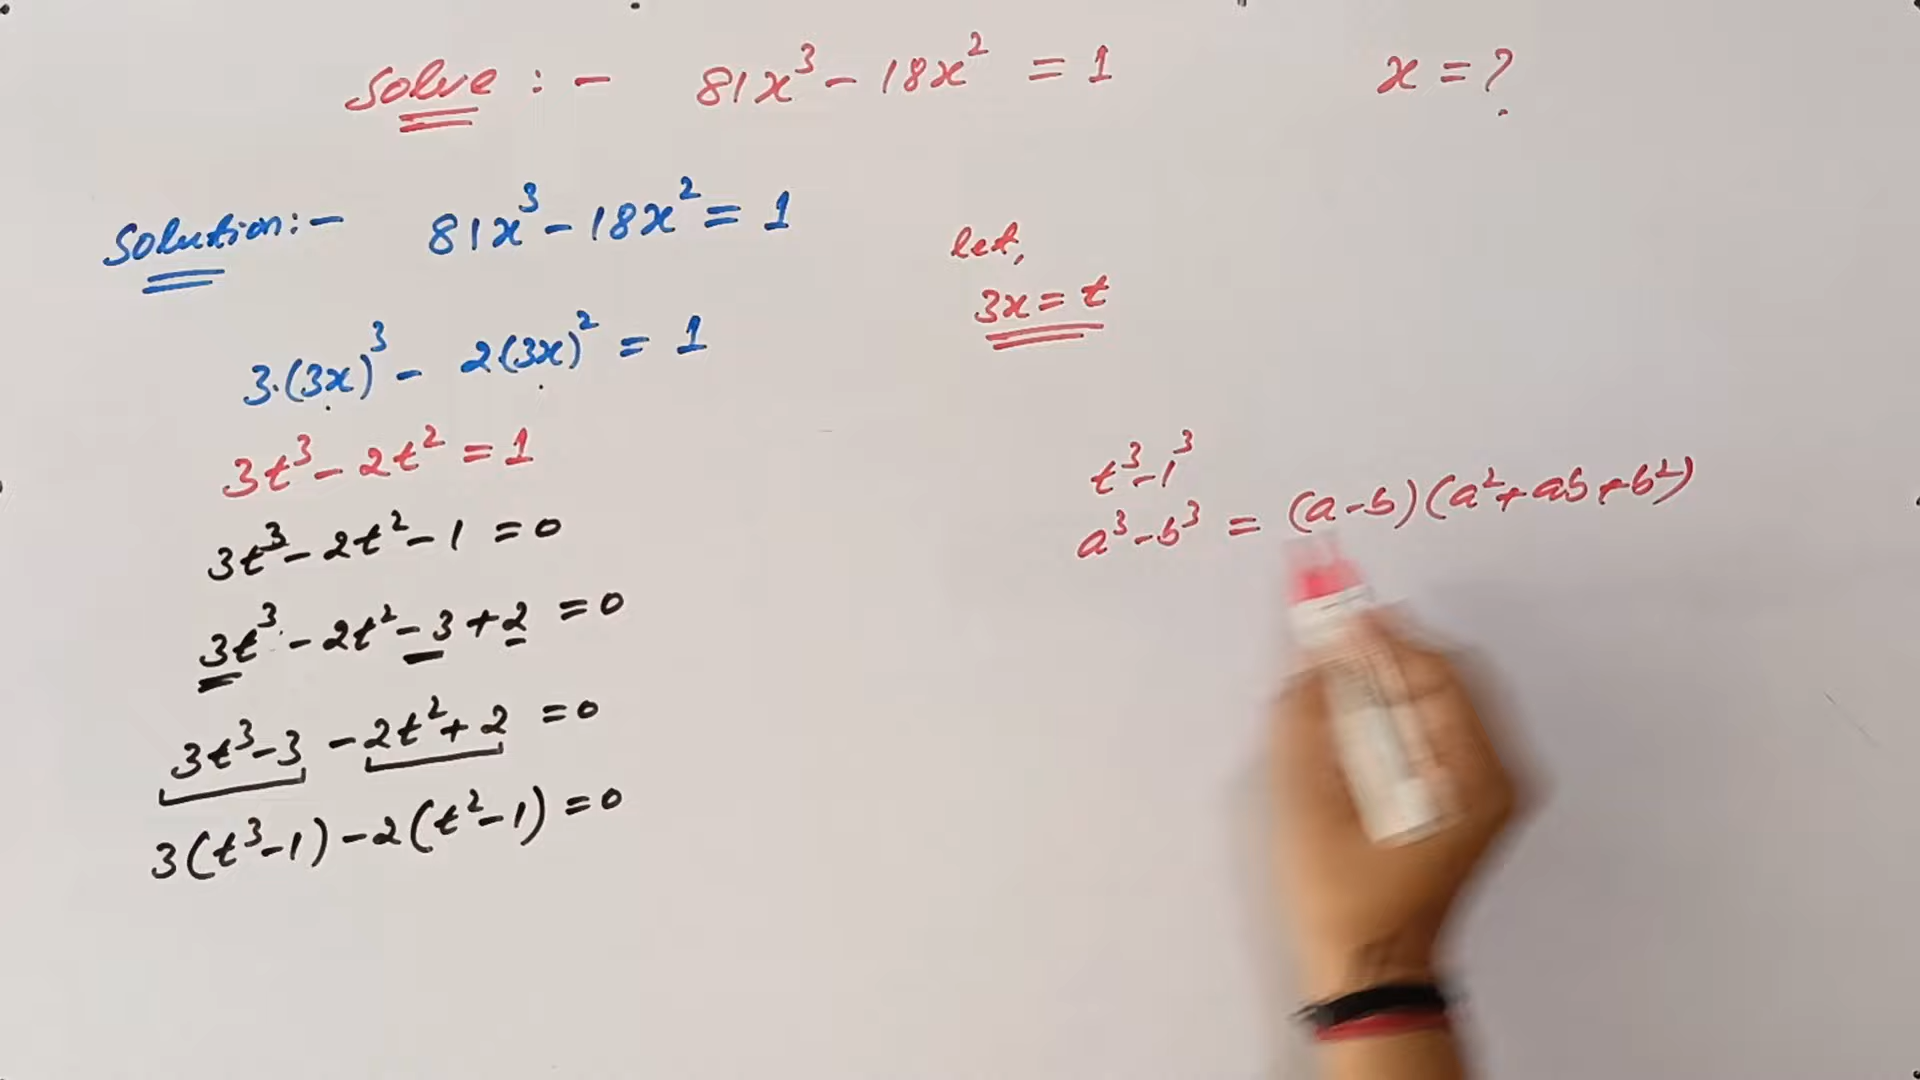 Solve :- 81x³ - 18x² = 1 x = ?
Solution:- 81x³ - 18x² = 1
let,
3x = t
3·(3x)³ - 2·(3x)² = 1
3t³ - 2t² = 1
3t³ - 2t² - 1 = 0
3t³ - 2t² - 3 + 2 = 0
3t³ - 3 - 2t² + 2 = 0
3(t³ - 1) - 2(t² - 1) = 0
t³ - 1³
a³ - b³ = (a - b)(a² + ab + b²)